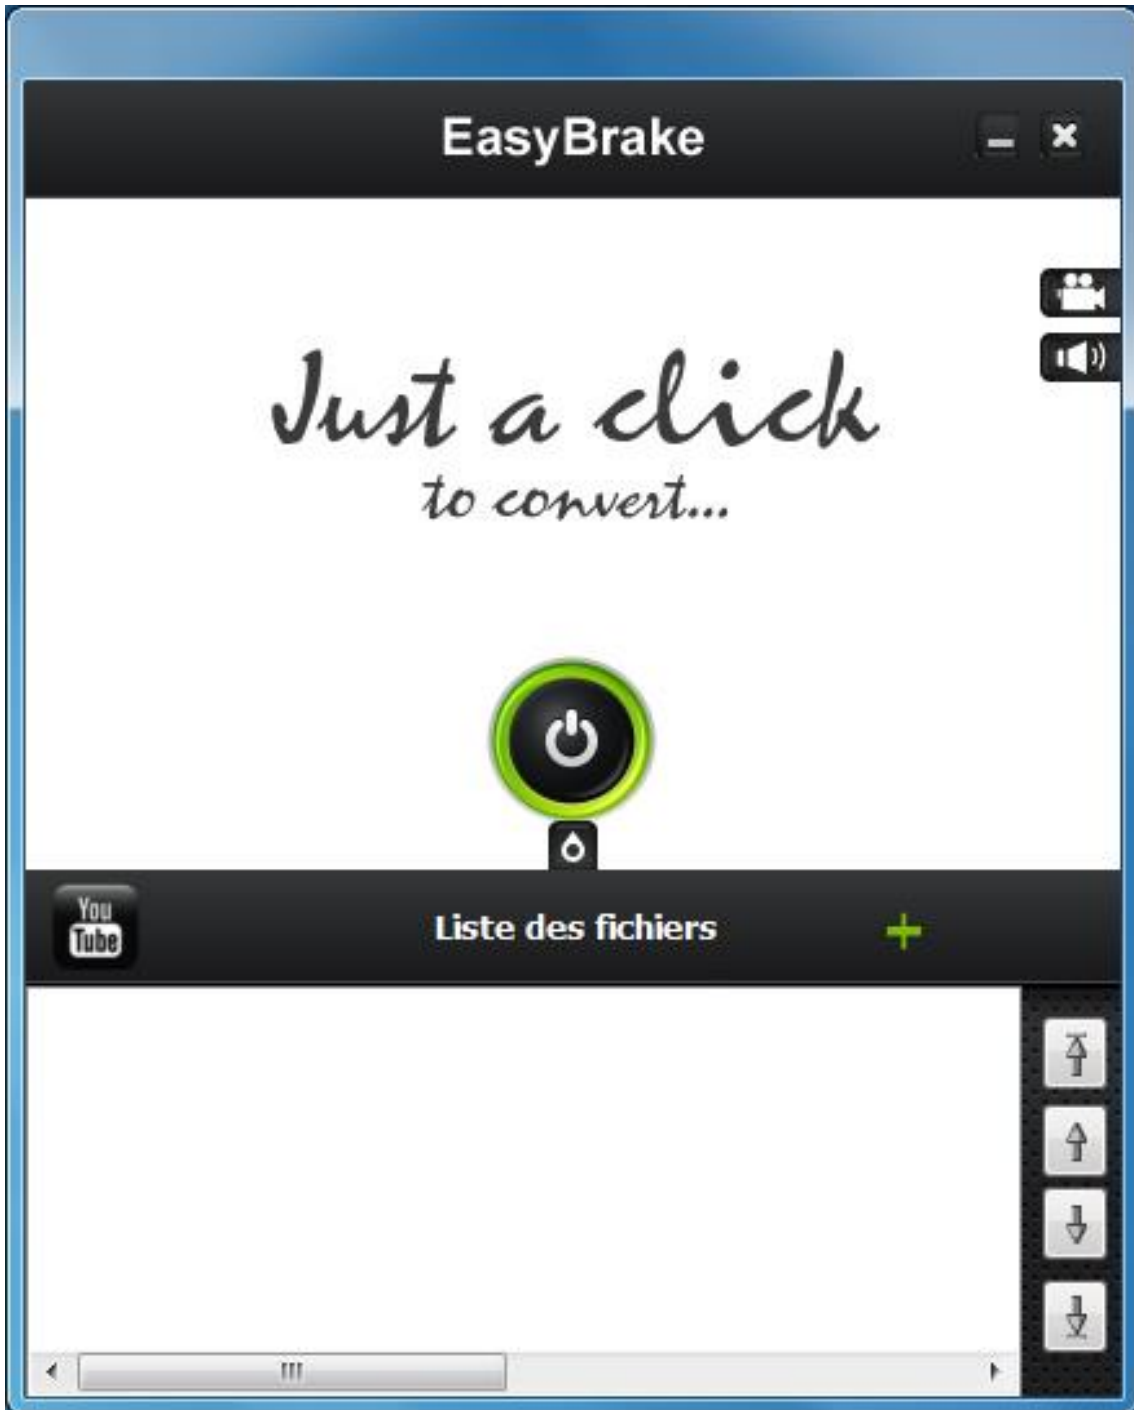 EasyBrake
Just a click
to convert...
You
Tube
Liste des fichiers